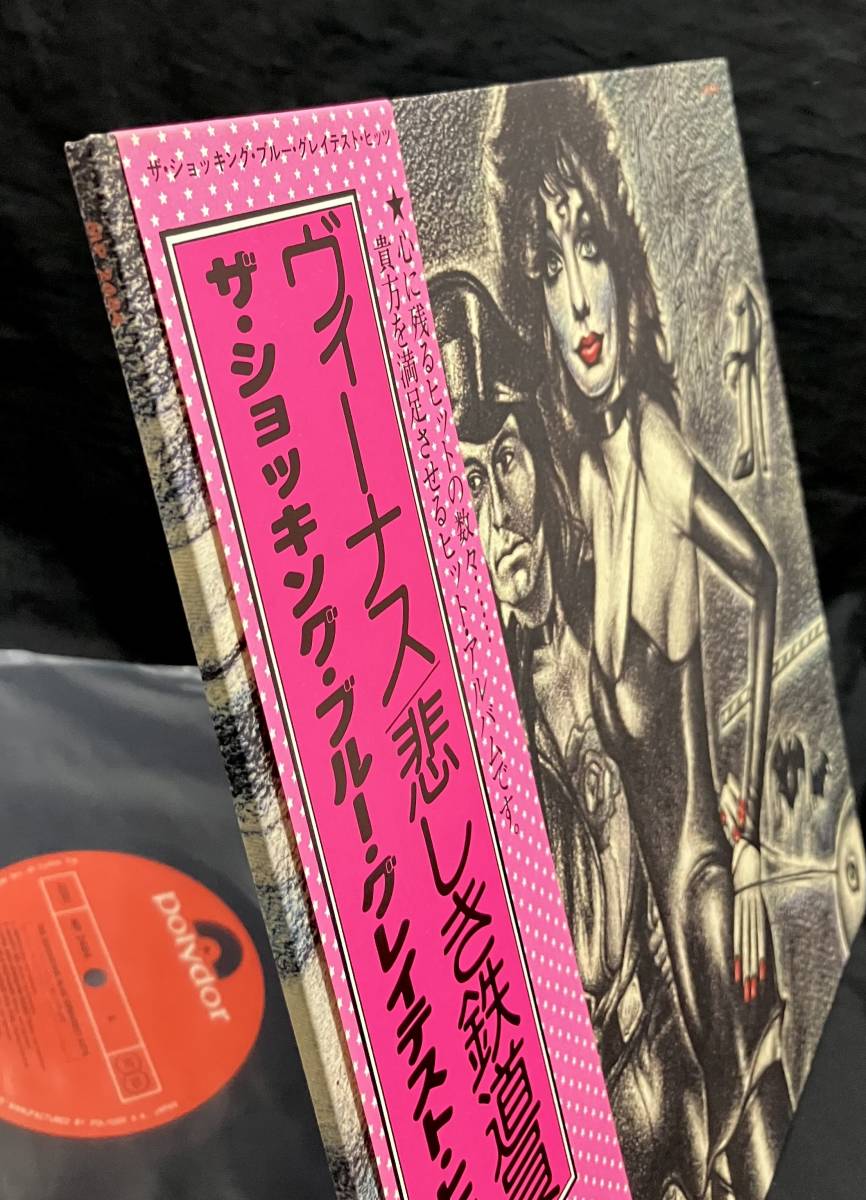 ザ・ショッキング・ブルー・グレイテスト・ヒッツ
★心に残るヒットの数々・・・・
貴方を満足させるヒット・アルバムです。
ヴィーナス/悲しき鉄道員
ザ・ショッキング・ブルー・グレイテスト・ヒ
polydor